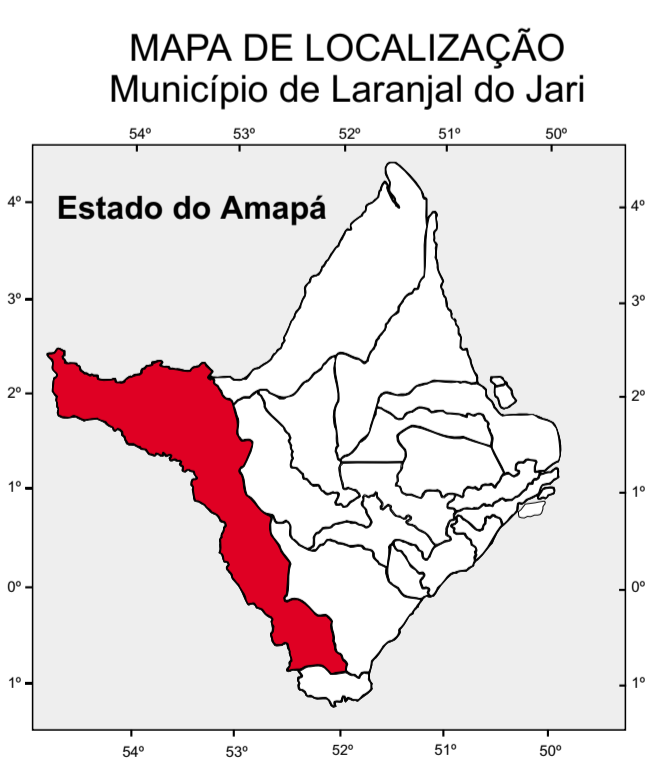 MAPA DE LOCALIZAÇÃO
Município de Laranjal do Jari
54º 53º 52º 51º 50º
Estado do Amapá
4º 4º
3º 3º
2º 2º
1º 1º
0º 0º
1º 1º
54º 53º 52º 51º 50º